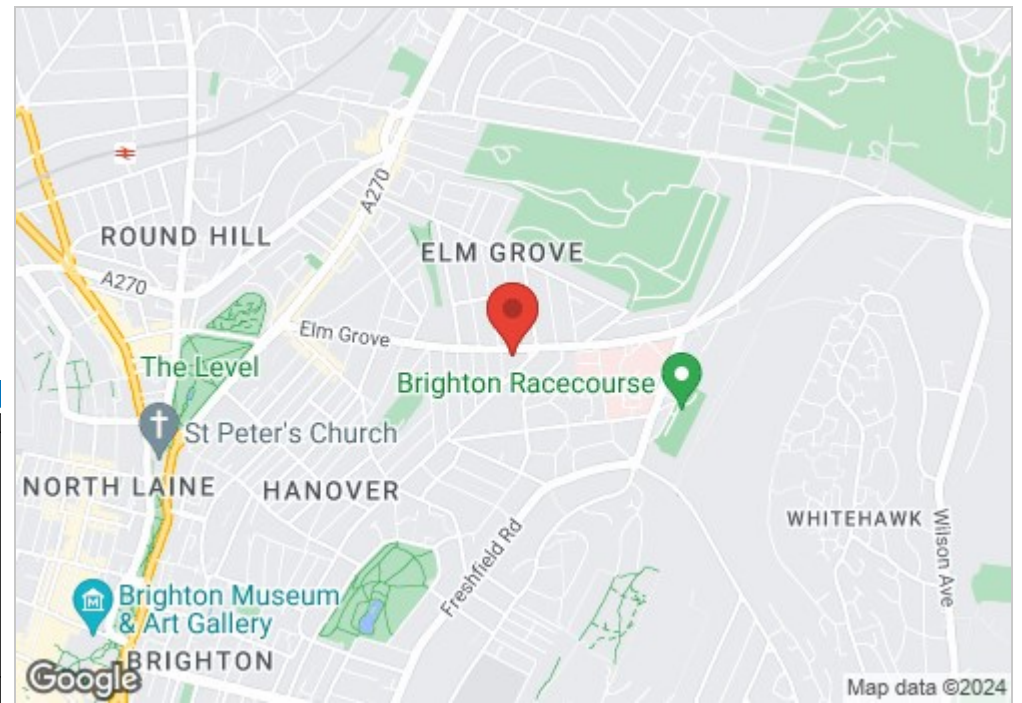 A270
ROUND HILL
ELM GROVE
A270
Elm Grove
The Level
Brighton Racecourse
St Peter's Church
NORTH LAINE
HANOVER
WHITEHAWK
Wilson Ave
Freshfield Rd
Brighton Museum
& Art Gallery
BRIGHTON
Google
Map data ©2024